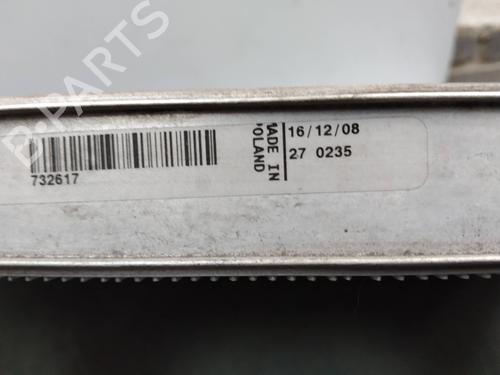 B-PARTS
732617
MADE IN
POLAND
16/12/08
27 0235